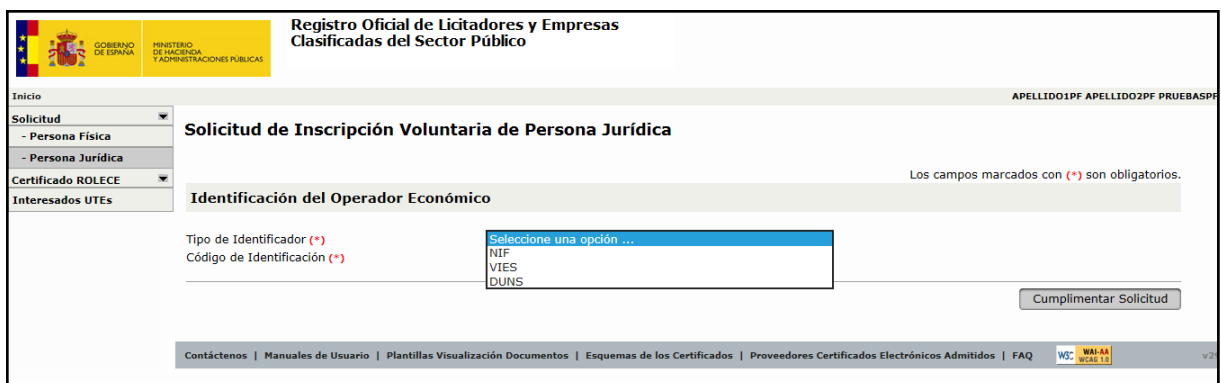 GOBIERNO
DE ESPAÑA
MINISTERIO
DE HACIENDA
Y ADMINISTRACIONES PÚBLICAS
Registro Oficial de Licitadores y Empresas
Clasificadas del Sector Público
Inicio
APELLIDO1PF APELLIDO2PF PRUEBASPF
Solicitud
- Persona Física
- Persona Jurídica
Certificado ROLECE
Interesados UTEs
Solicitud de Inscripción Voluntaria de Persona Jurídica
Los campos marcados con (*) son obligatorios.
Identificación del Operador Económico
Tipo de Identificador (*)
Seleccione una opción ...
NIF
VIES
DUNS
Código de Identificación (*)
Cumplimentar Solicitud
Contáctenos | Manuales de Usuario | Plantillas Visualización Documentos | Esquemas de los Certificados | Proveedores Certificados Electrónicos Admitidos | FAQ
W3C WAI-AA
WCAG 1.0